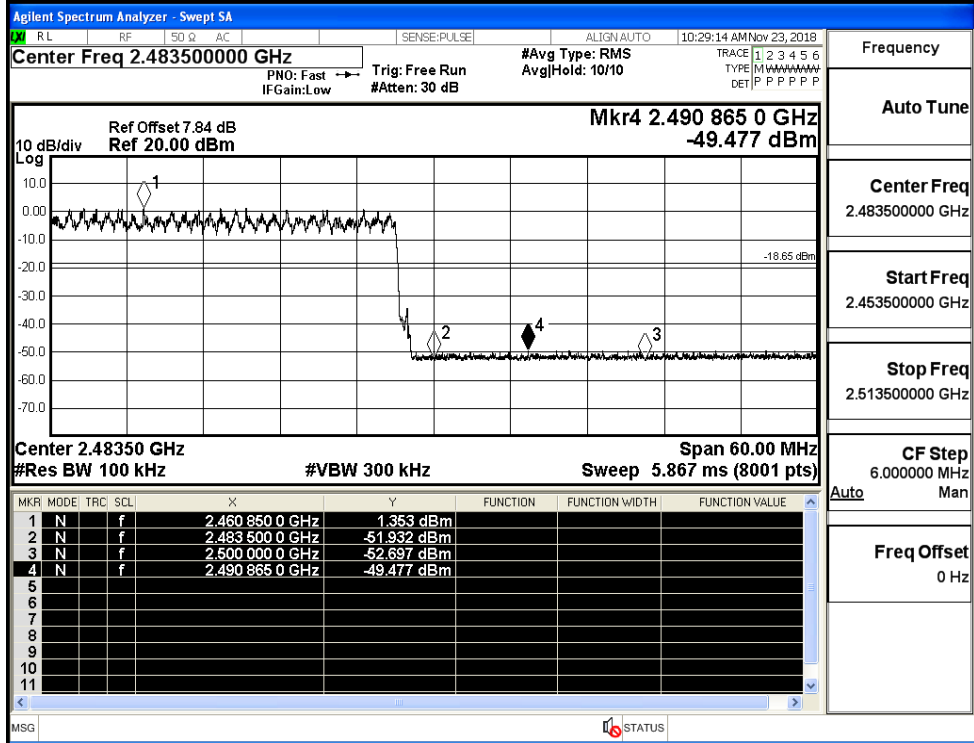 Agilent Spectrum Analyzer - Swept SA
LXI RL RF 50 Ω AC SENSE:PULSE ALIGN AUTO 10:29:14 AM Nov 23, 2018
Center Freq 2.483500000 GHz
PNO: Fast
IFGain:Low
Trig: Free Run
#Atten: 30 dB
#Avg Type: RMS
Avg|Hold: 10/10
TRACE 1 2 3 4 5 6
TYPE M WWWWW
DET P P P P P P
Ref Offset 7.84 dB
10 dB/div Ref 20.00 dBm
Log
Mkr4 2.490 865 0 GHz
-49.477 dBm
10.0
0.00
-10.0
-20.0
-30.0
-40.0
-50.0
-60.0
-70.0
1
2
4
3
-18.65 dBm
Center 2.48350 GHz Span 60.00 MHz
#Res BW 100 kHz #VBW 300 kHz Sweep 5.867 ms (8001 pts)
MKR MODE TRC SCL X Y FUNCTION FUNCTION WIDTH FUNCTION VALUE
1 N f 2.460 850 0 GHz 1.353 dBm
2 N f 2.483 500 0 GHz -51.932 dBm
3 N f 2.500 000 0 GHz -52.697 dBm
4 N f 2.490 865 0 GHz -49.477 dBm
5
6
7
8
9
10
11
MSG STATUS
Frequency
Auto Tune
Center Freq
2.483500000 GHz
Start Freq
2.453500000 GHz
Stop Freq
2.513500000 GHz
CF Step
6.000000 MHz
Auto Man
Freq Offset
0 Hz